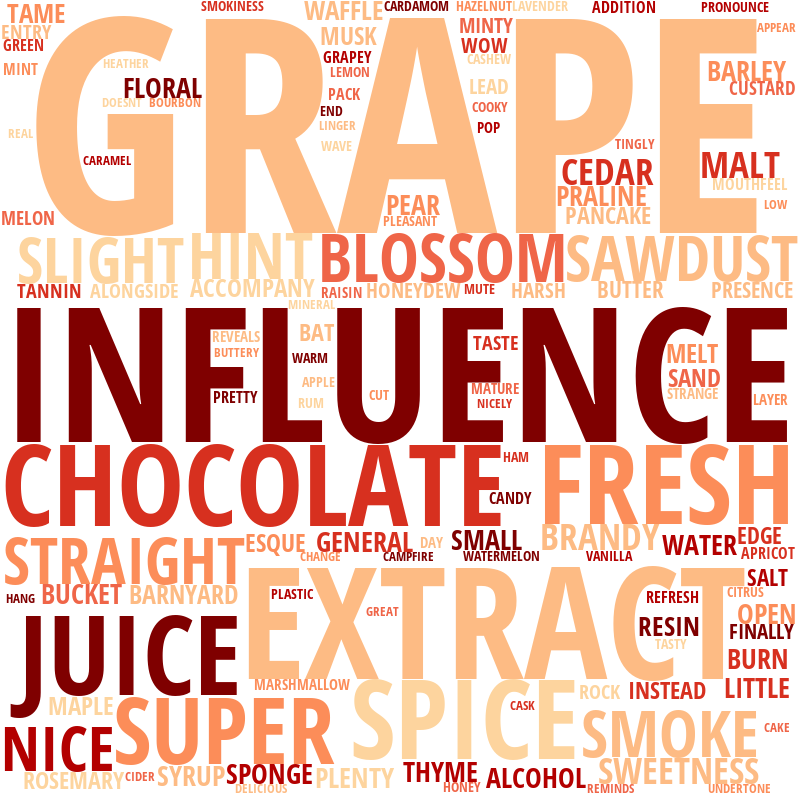 TAME
SMOKINESS
WAFFLE
CARDAMOM
HAZELNUT
LAVENDER
ADDITION
PRONOUNCE
ENTRY
GREEN
MUSK
MINTY
WOW
APPEAR
GRAPE
MINT
HEATHER
FLORAL
GRAPEY
LEMON
CASHEW
BARLEY
CUSTARD
DOESNT
BOURBON
PACK
LEAD
END
COOKY
REAL
LINGER
POP
CARAMEL
WAVE
TINGLY
CEDAR
MALT
MOUTHFEEL
MELON
PEAR
PLEASANT
PRALINE
PANCAKE
LOW
SLIGHT
HINT
BLOSSOM
SAWDUST
TANNIN
ALONGSIDE
ACCOMPANY
RAISIN
HONEYDEW
MUTE
HARSH
BUTTER
PRESENCE
MINERAL
INFLUENCE
REVEALS
BUTTERY
BAT
WARM
TASTE
MELT
SAND
STRANGE
PRETTY
APPLE
RUM
CUT
MATURE
NICELY
LAYER
CHOCOLATE
HAM
FRESH
CANDY
STRAIGHT
ESQUE
CHANGE
GENERAL
DAY
CAMPFIRE
SMALL
WATERMELON
BRANDY
VANILLA
WATER
EDGE
APRICOT
HANG
BUCKET
BARNYARD
EXTRACT
PLASTIC
GREAT
REFRESH
SALT
CITRUS
OPEN
JUICE
RESIN
TASTY
FINALLY
BURN
MAPLE
MARSHMALLOW
SPICE
CASK
ROCK
INSTEAD
LITTLE
NICE
SUPER
SMOKE
CAKE
ROSEMARY
CIDER
SYRUP
SPONGE
DELICIOUS
PLENTY
THYME
HONEY
ALCOHOL
SWEETNESS
REMINDS
UNDERTONE